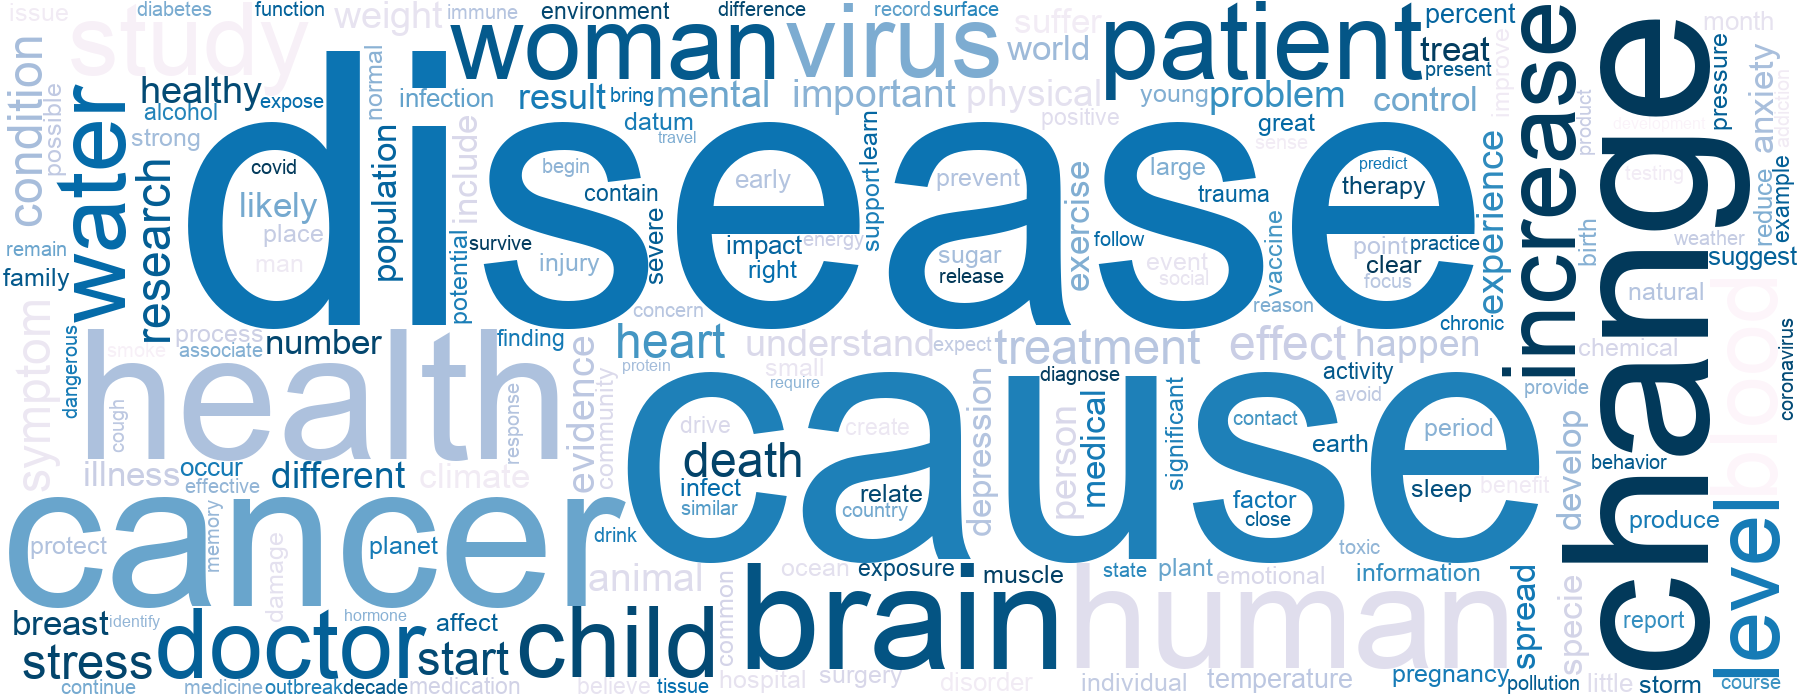 issue
diabetes
function
weight
immune
environment
difference
record
surface
suffer
percent
month
study
woman
virus
world
patient
treat
present
improve
increase
change
condition
possible
water
healthy
expose
alcohol
strong
normal
infection
result
bring
mental
important
physical
young
problem
control
positive
datum
travel
great
sense
product
development
pressure
anxiety
addiction
disease
research
covid
likely
place
man
population
include
potential
begin
contain
survive
injury
severe
early
impact
right
energy
support
learn
prevent
sugar
release
exercise
large
trauma
follow
event
social
vaccine
reason
predict
therapy
point
practice
clear
focus
experience
chronic
birth
testing
reduce
example
weather
suggest
natural
remain
family
symptom
dangerous
smoke
process
associate
number
finding
concern
heart
protein
understand
small
expect
require
treatment
effect
happen
chemical
coronavirus
blood
health
cough
response
evidence
community
cause
drive
death
infect
similar
create
relate
country
depression
diagnose
person
medical
significant
contact
factor
close
activity
avoid
earth
period
sleep
benefit
provide
develop
behavior
produce
level
illness
occur
effective
different
climate
cancer
protect
memory
damage
planet
drink
animal
ocean
exposure
muscle
state
plant
toxic
emotional
information
breast
identify
stress
doctor
hormone
affect
start
child
common
brain
human
spread
specie
report
continue
medicine
outbreak
decade
medication
believe
tissue
hospital
surgery
disorder
individual
temperature
pregnancy
pollution
little
storm
course